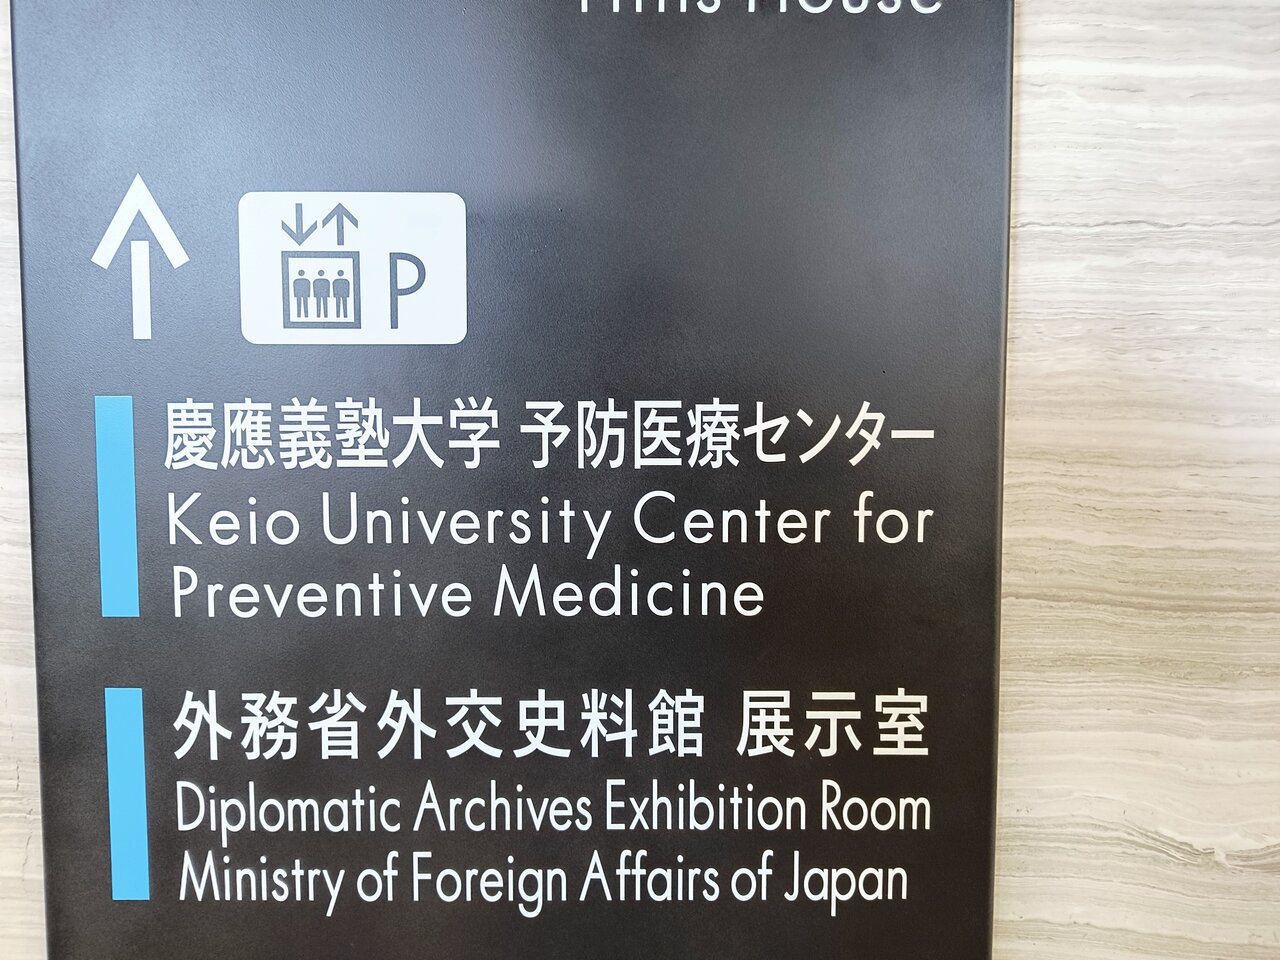 Hills House
P
慶應義塾大学 予防医療センター
Keio University Center for
Preventive Medicine
外務省外交史料館 展示室
Diplomatic Archives Exhibition Room
Ministry of Foreign Affairs of Japan